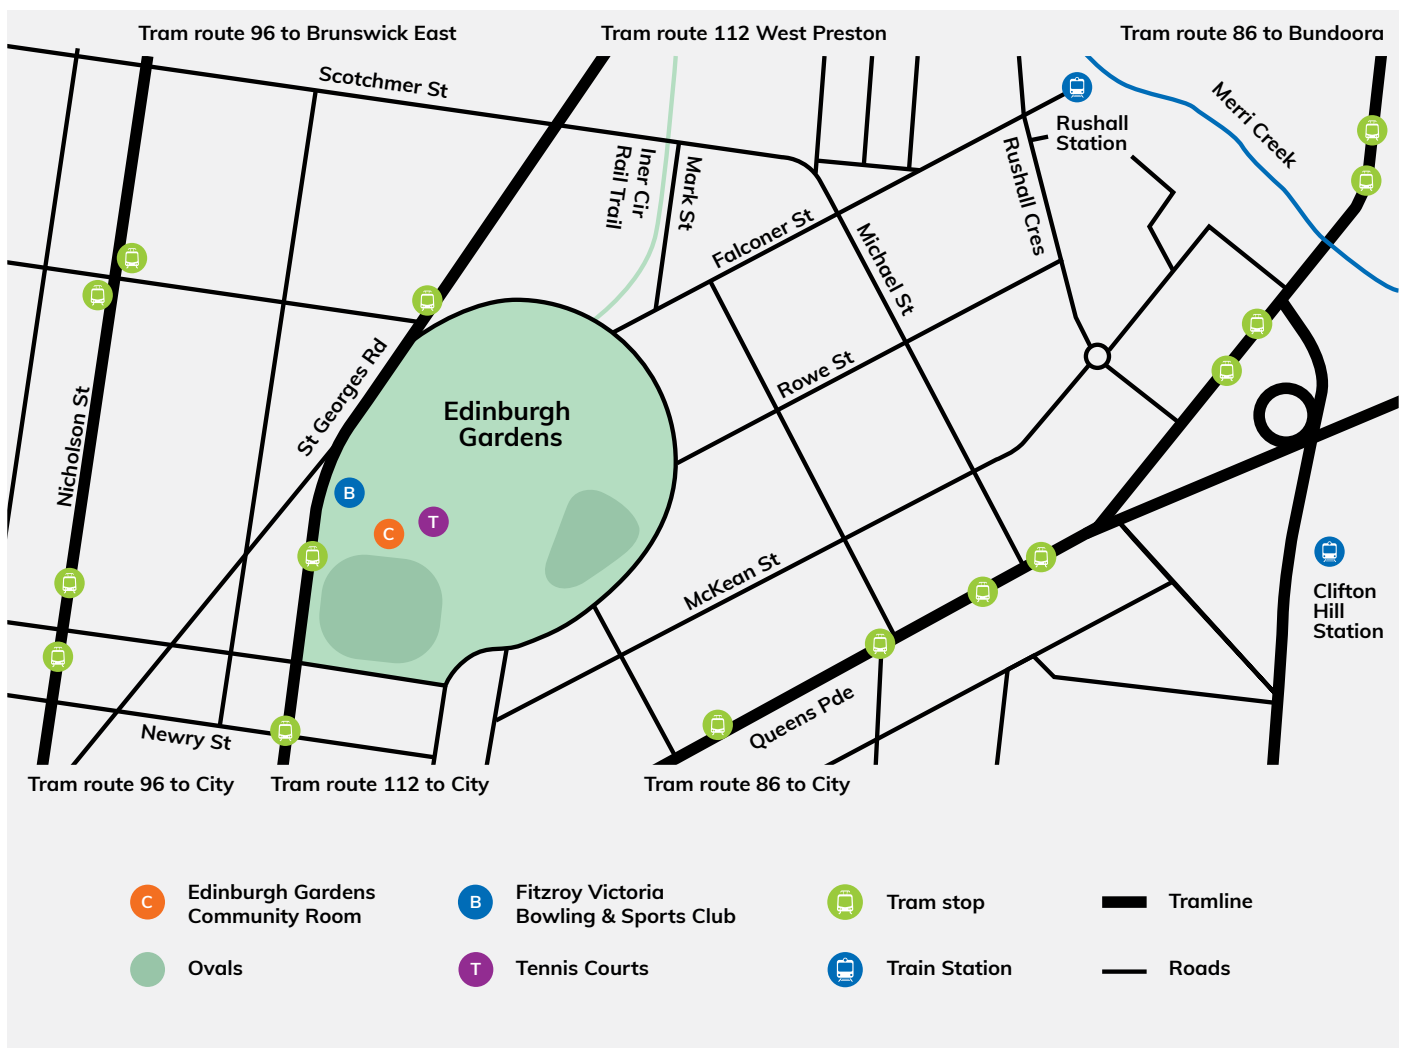 Tram route 96 to Brunswick East
Tram route 112 West Preston
Tram route 86 to Bundoora
Scotchmer St
Merri Creek
Rushall
Station
Iner Cir
Rail Trail
Mark St
Rushall Cres
Falconer St
Michael St
St Georges Rd
Rowe St
Nicholson St
Edinburgh
Gardens
B
C
T
McKean St
Clifton
Hill
Station
Queens Pde
Newry St
Tram route 96 to City
Tram route 112 to City
Tram route 86 to City
C
Edinburgh Gardens
Community Room
B
Fitzroy Victoria
Bowling & Sports Club
Tram stop
Tramline
Ovals
T
Tennis Courts
Train Station
Roads